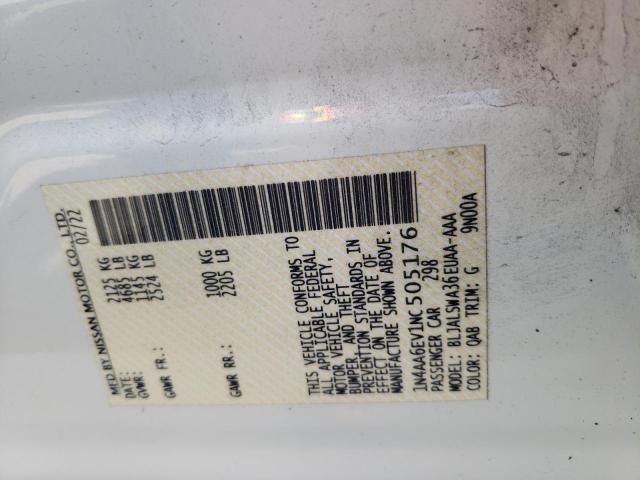 MFD BY NISSAN MOTOR CO., LTD.
02/22
DATE:
GVWR: 2125 KG
4685 LB
GAWR FR.: 1145 KG
2524 LB
GAWR RR.: 1000 KG
2205 LB
THIS VEHICLE CONFORMS TO
ALL APPLICABLE FEDERAL
MOTOR VEHICLE SAFETY,
BUMPER, AND THEFT
PREVENTION STANDARDS IN
EFFECT ON THE DATE OF
MANUFACTURE SHOWN ABOVE.
1N4AA6EV1NC505176
PASSENGER CAR 298
MODEL: BLJALSWA36EUAA-AAA
COLOR: QAB TRIM: G 9N00A